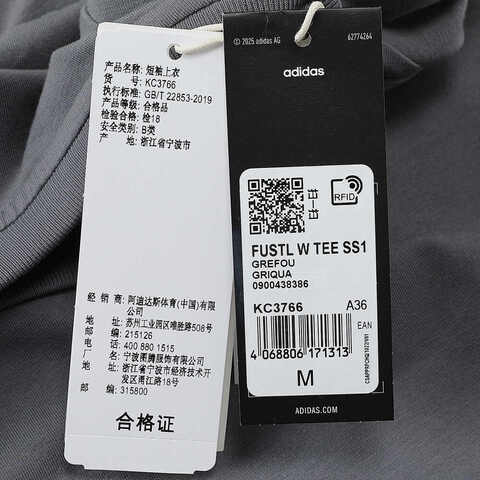 产品名称: 短袖上衣
货 号: KC3766
执行标准: GB/T 22853-2019
产品等级: 合格品
检验合格: 检18
安全类别: B类
产 地: 浙江省宁波市
经 销 商: 阿迪达斯体育(中国)有限公司
地 址: 苏州工业园区唯胜路508号
邮 编: 215126
电 话: 400 880 1515
厂 名: 宁波图腾服饰有限公司
地 址: 浙江省宁波市经济技术开发区甬江路
邮 编: 315800
合格证
© 2025 adidas AG
62774264
adidas
RFID
FUSTL W TEE SS1
GREFOU
GRIQUA
0900438386
KC3766 A36
EAN
4 068806 171313
M
ADIDAS.COM